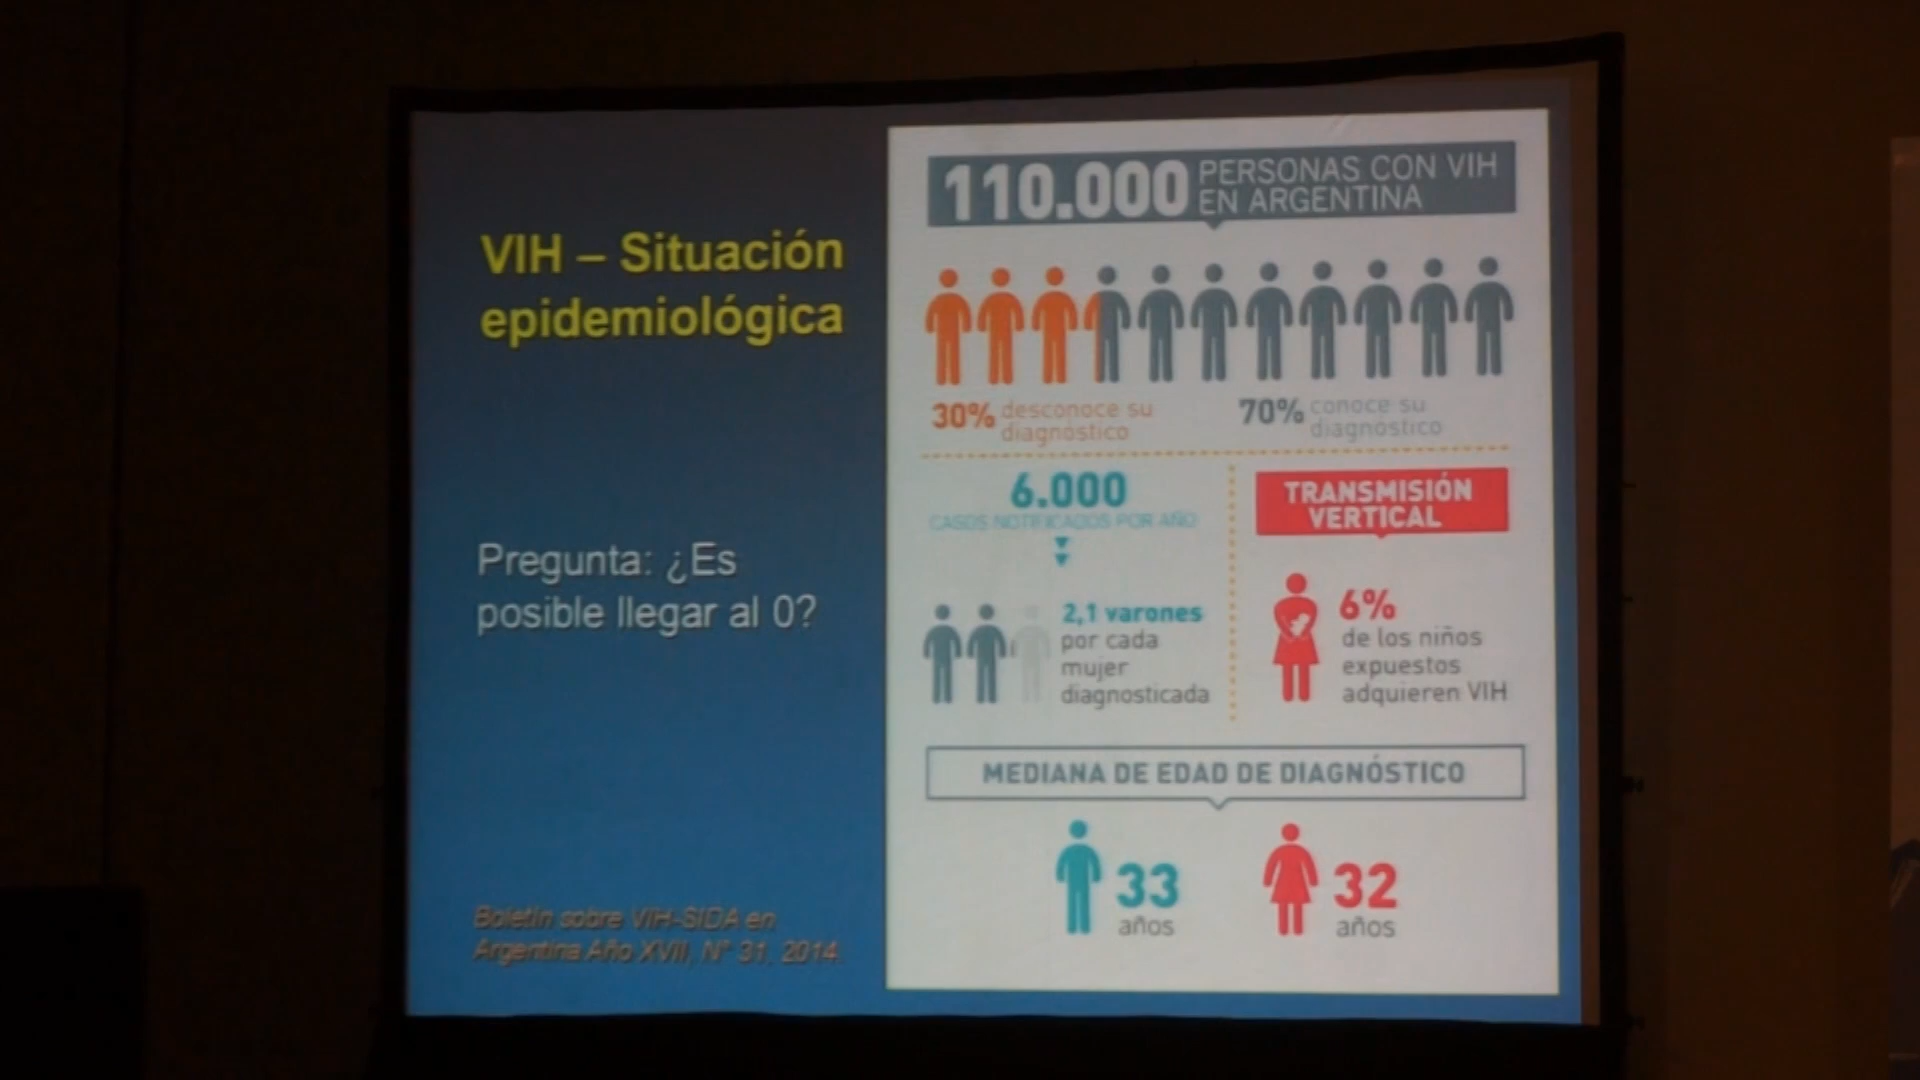 VIH – Situación
epidemiológica
Pregunta: ¿Es
posible llegar al 0?
Boletín sobre VIH-SIDA en
Argentina Año XVII, N° 31, 2014.
110.000 PERSONAS CON VIH
EN ARGENTINA
30% desconoce su
diagnóstico
70% conoce su
diagnóstico
6.000
CASOS NOTIFICADOS POR AÑO
2,1 varones
por cada
mujer
diagnosticada
TRANSMISIÓN
VERTICAL
6%
de los niños
expuestos
adquieren VIH
MEDIANA DE EDAD DE DIAGNÓSTICO
33
años
32
años